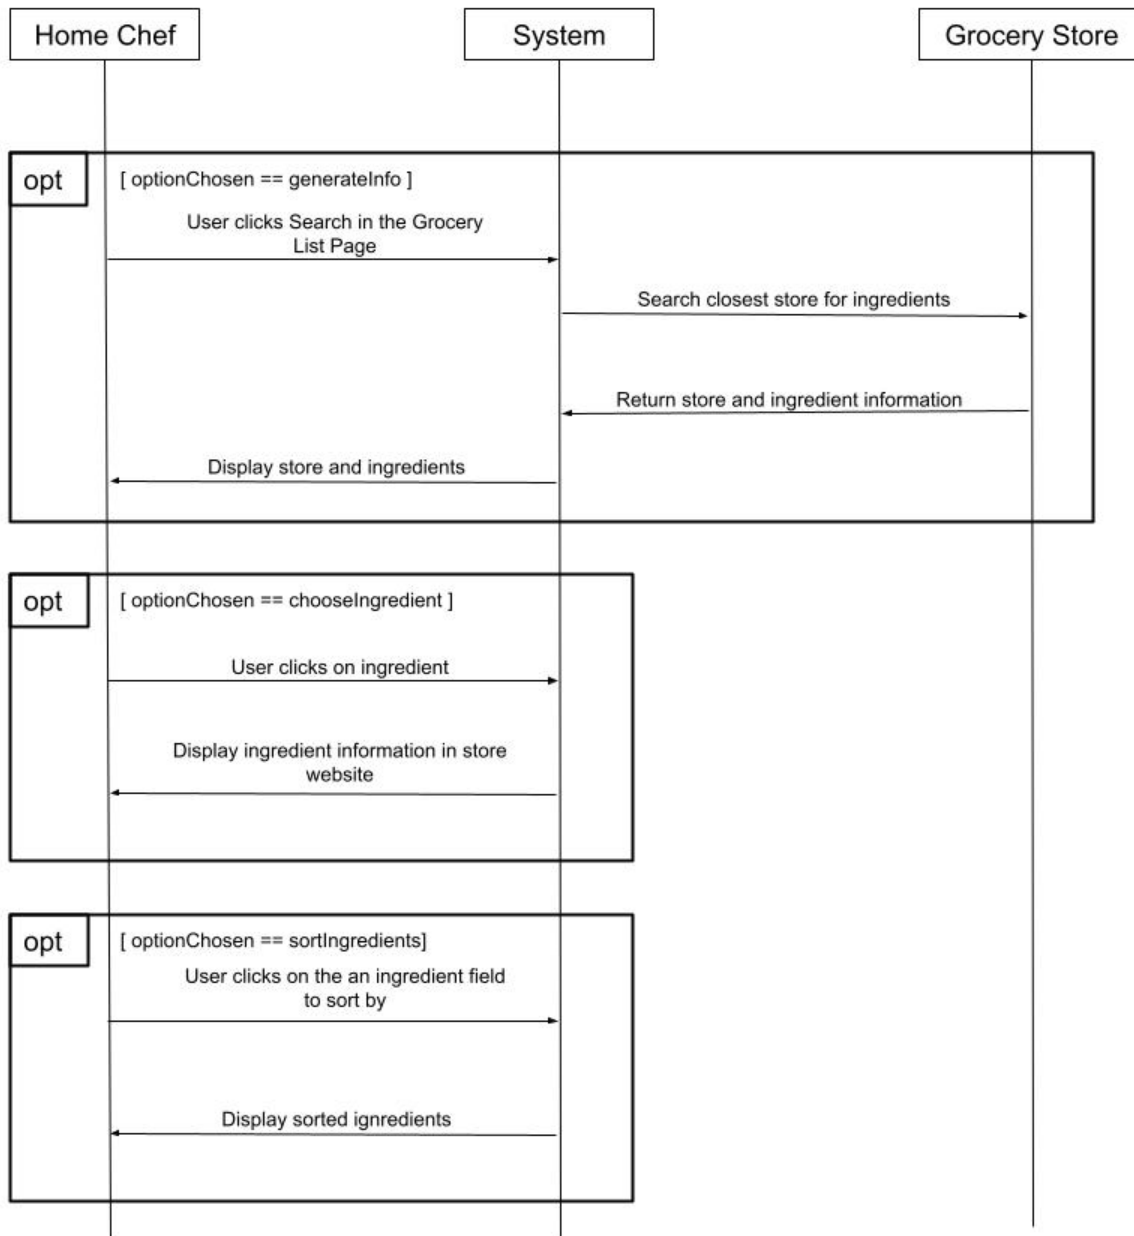 Home Chef
System
Grocery Store
opt
[ optionChosen == generateInfo ]
User clicks Search in the Grocery
List Page
Search closest store for ingredients
Return store and ingredient information
Display store and ingredients
opt
[ optionChosen == chooseIngredient ]
User clicks on ingredient
Display ingredient information in store
website
opt
[ optionChosen == sortIngredients]
User clicks on the an ingredient field
to sort by
Display sorted ignredients